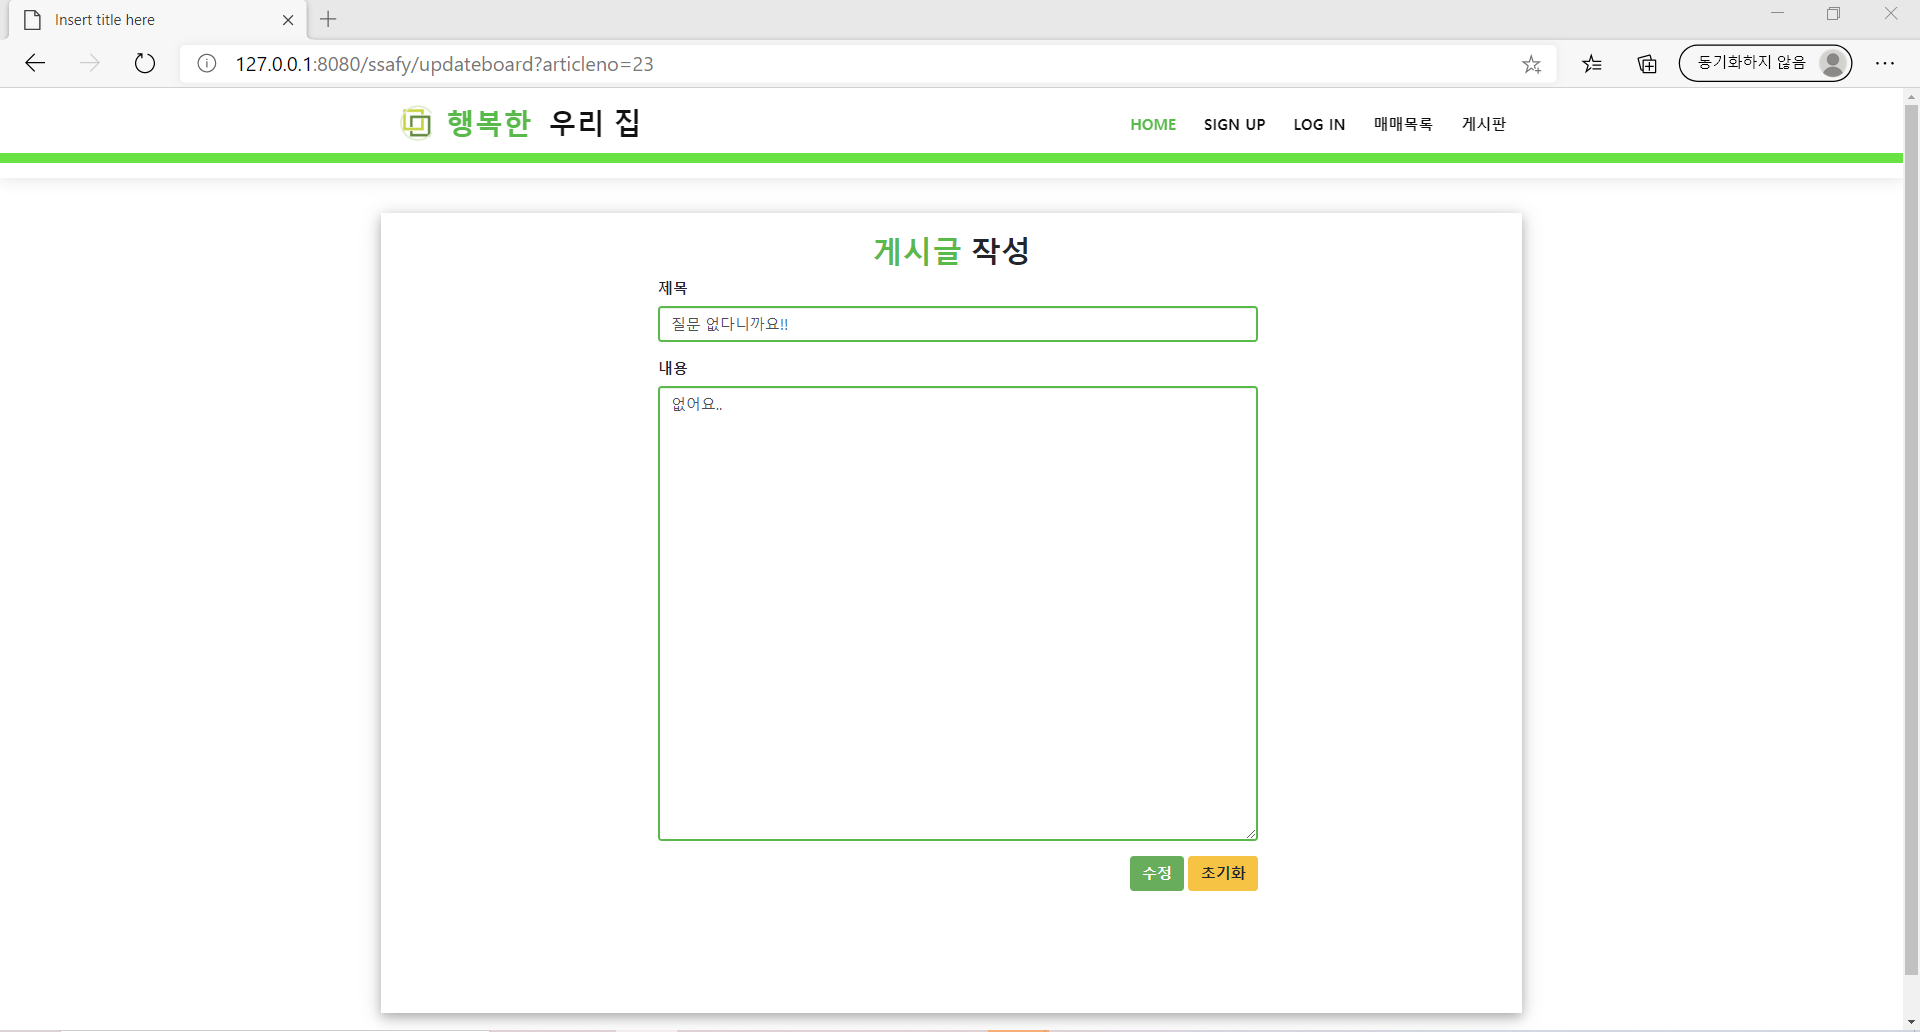 Insert title here
127.0.0.1:8080/ssafy/updateboard?articleno=23
동기화하지 않음
행복한 우리 집
HOME SIGN UP LOG IN 매매목록 게시판
게시글 작성
제목
질문 없다니까요!!
내용
없어요..
수정 초기화